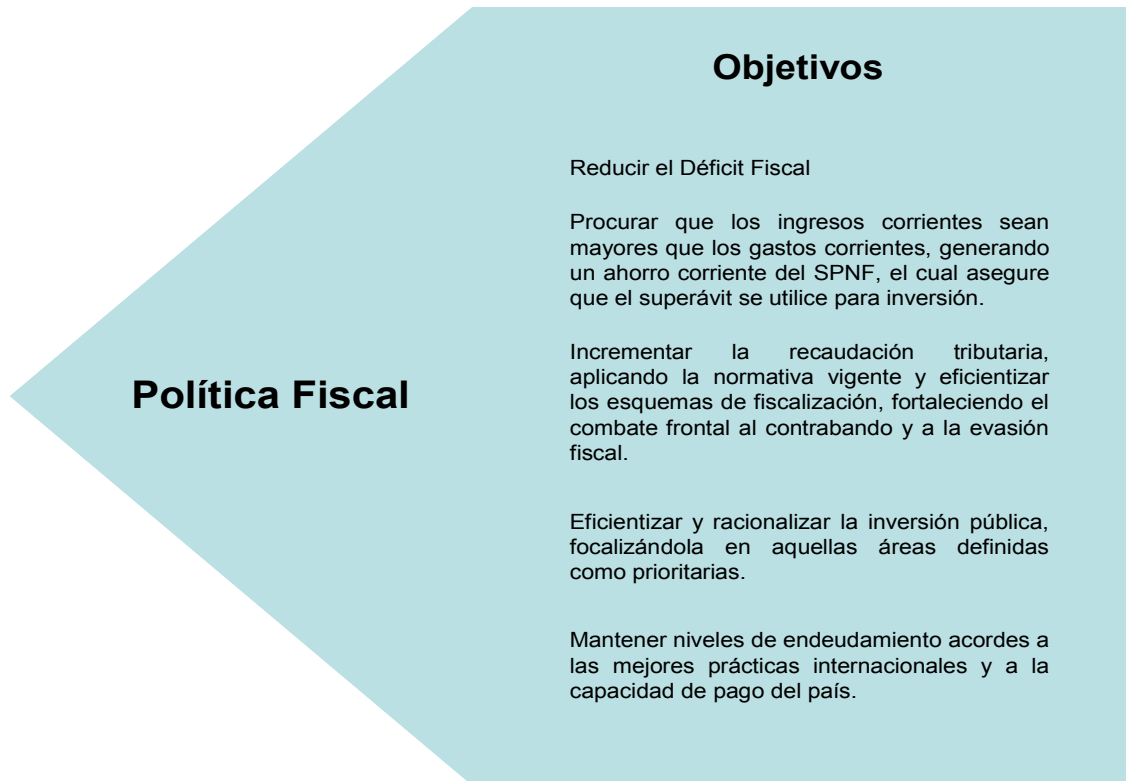 Objetivos
Reducir el Déficit Fiscal
Procurar que los ingresos corrientes sean
mayores que los gastos corrientes, generando
un ahorro corriente del SPNF, el cual asegure
que el superávit se utilice para inversión.
Incrementar la recaudación tributaria,
aplicando la normativa vigente y eficientizar
los esquemas de fiscalización, fortaleciendo el
combate frontal al contrabando y a la evasión
fiscal.
Política Fiscal
Eficientizar y racionalizar la inversión pública,
focalizándola en aquellas áreas definidas
como prioritarias.
Mantener niveles de endeudamiento acordes a
las mejores prácticas internacionales y a la
capacidad de pago del país.